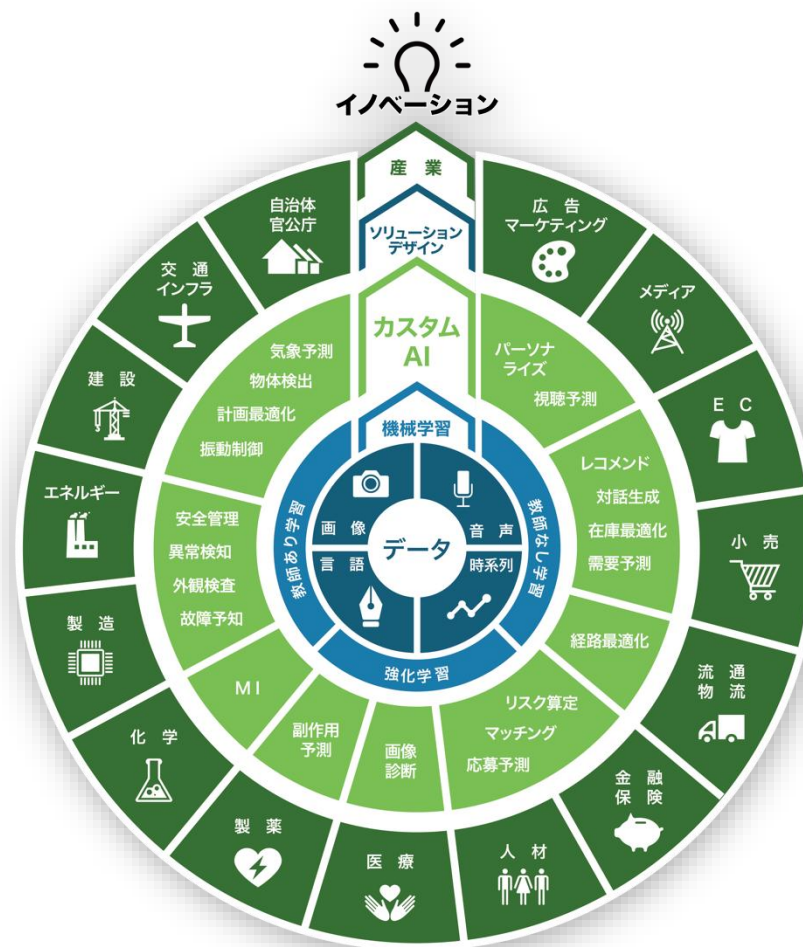 イノベーション
産業
ソリューション
デザイン
カスタム
AI
機械学習
データ
画像
音声
言語
時系列
教師あり学習
教師なし学習
強化学習
パーソナ
ライズ
視聴予測
レコメンド
対話生成
在庫最適化
需要予測
経路最適化
リスク算定
マッチング
応募予測
画像
診断
副作用
予測
MI
安全管理
異常検知
外観検査
故障予知
気象予測
物体検出
計画最適化
振動制御
広告
マーケティング
メディア
EC
小売
流通
物流
金融
保険
人材
医療
製薬
化学
製造
エネルギー
建設
交通
インフラ
自治体
官公庁